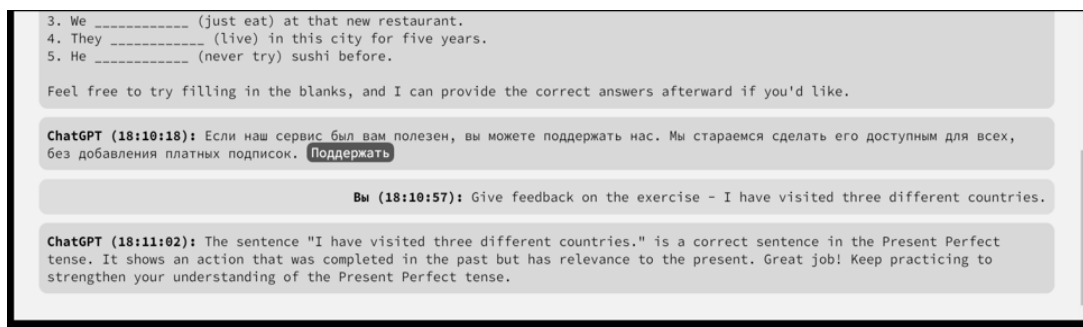 3. We ____________ (just eat) at that new restaurant.
4. They ____________ (live) in this city for five years.
5. He ____________ (never try) sushi before.
Feel free to try filling in the blanks, and I can provide the correct answers afterward if you'd like.
ChatGPT (18:10:18): Если наш сервис был вам полезен, вы можете поддержать нас. Мы стараемся сделать его доступным для всех,
без добавления платных подписок. Поддержать
Вы (18:10:57): Give feedback on the exercise - I have visited three different countries.
ChatGPT (18:11:02): The sentence "I have visited three different countries." is a correct sentence in the Present Perfect
tense. It shows an action that was completed in the past but has relevance to the present. Great job! Keep practicing to
strengthen your understanding of the Present Perfect tense.